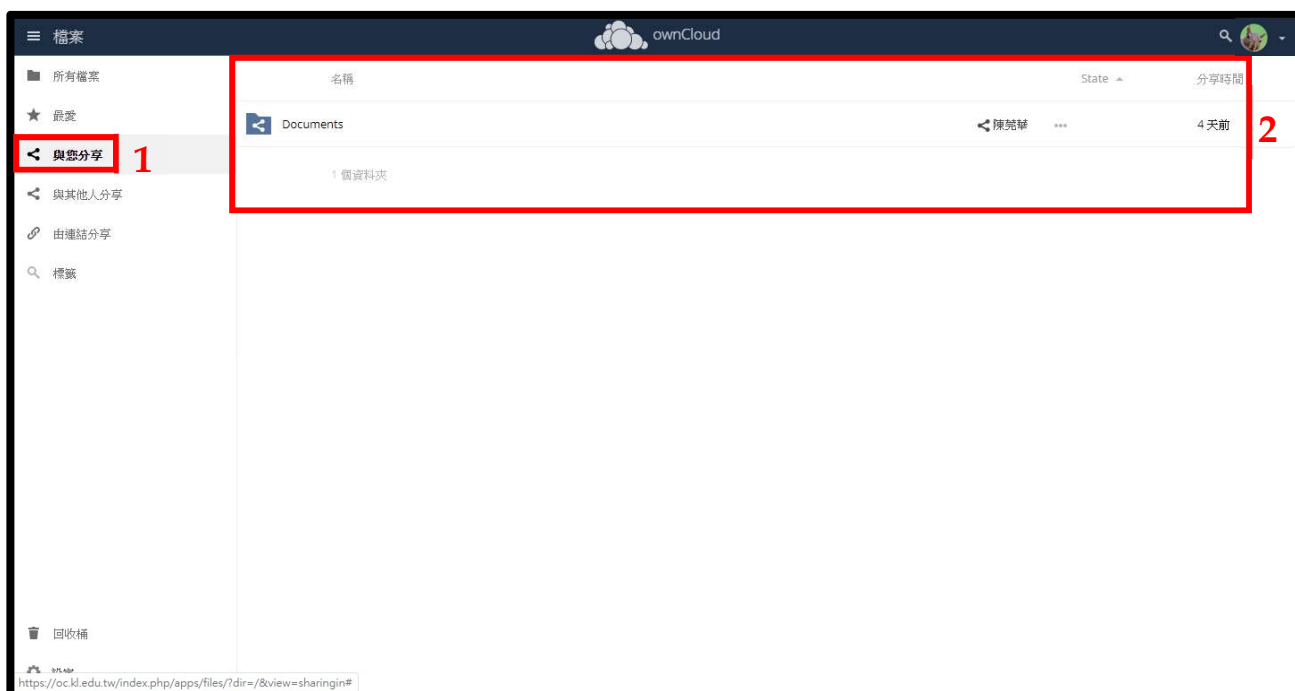 檔案
ownCloud
所有檔案
最愛
與您分享
1
與其他人分享
由連結分享
標籤
名稱 State 分享時間
Documents 陳莞華 ... 4 天前
2
1 個資料夾
回收桶
設定
https://oc.kl.edu.tw/index.php/apps/files/?dir=/&view=sharingin#